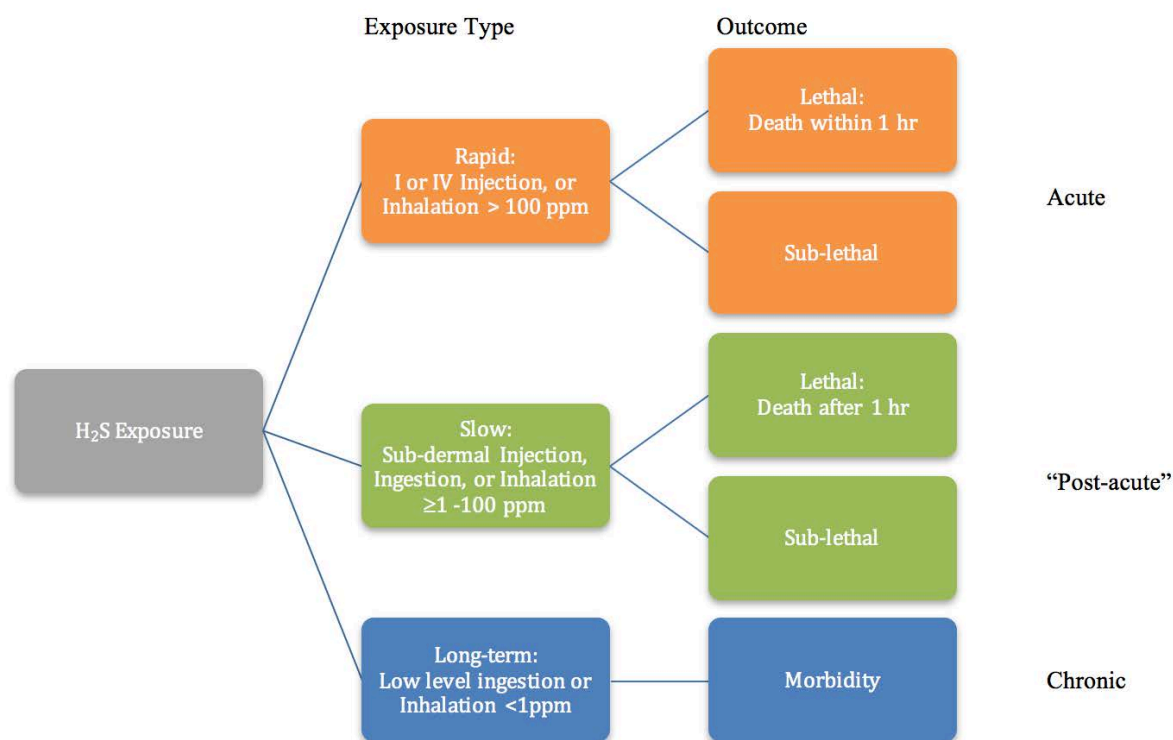 Exposure Type
Outcome
Lethal:
Death within 1 hr
Rapid:
I or IV Injection, or
Inhalation > 100 ppm
Acute
Sub-lethal
Lethal:
Death after 1 hr
H₂S Exposure
Slow:
Sub-dermal Injection,
Ingestion, or Inhalation
≥1 -100 ppm
“Post-acute”
Sub-lethal
Long-term:
Low level ingestion or
Inhalation <1ppm
Morbidity
Chronic